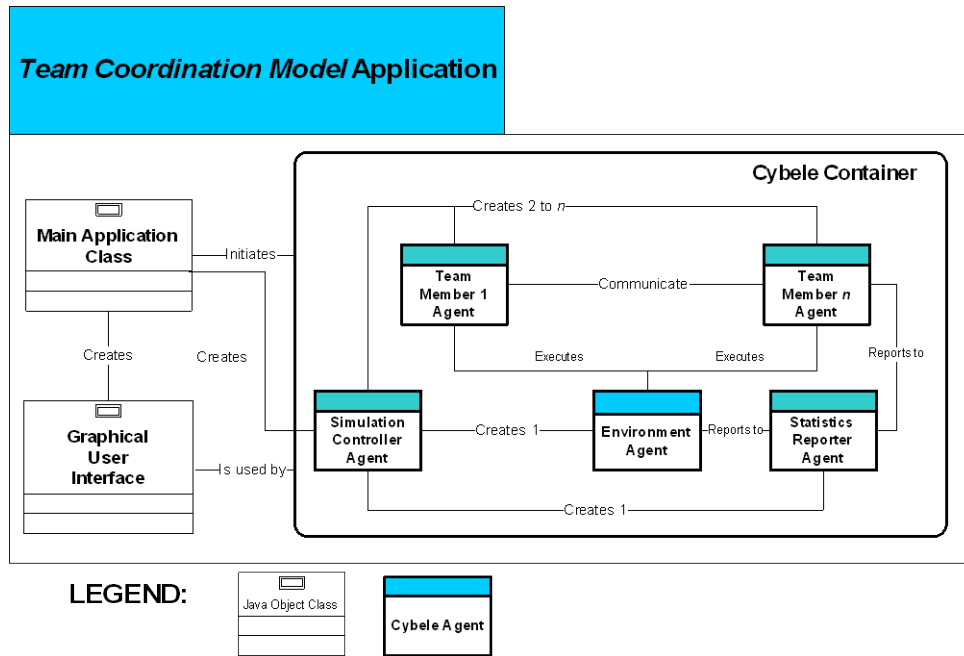 Team Coordination Model Application
Cybele Container
Creates 2 to n
Main Application
Class
Initiates
Team
Member 1
Agent
Communicate
Team
Member n
Agent
Creates
Creates
Executes
Executes
Reports to
Graphical
User
Interface
Is used by
Simulation
Controller
Agent
Creates 1
Environment
Agent
Reports to
Statistics
Reporter
Agent
Creates 1
LEGEND:
Java Object Class
Cybele Agent